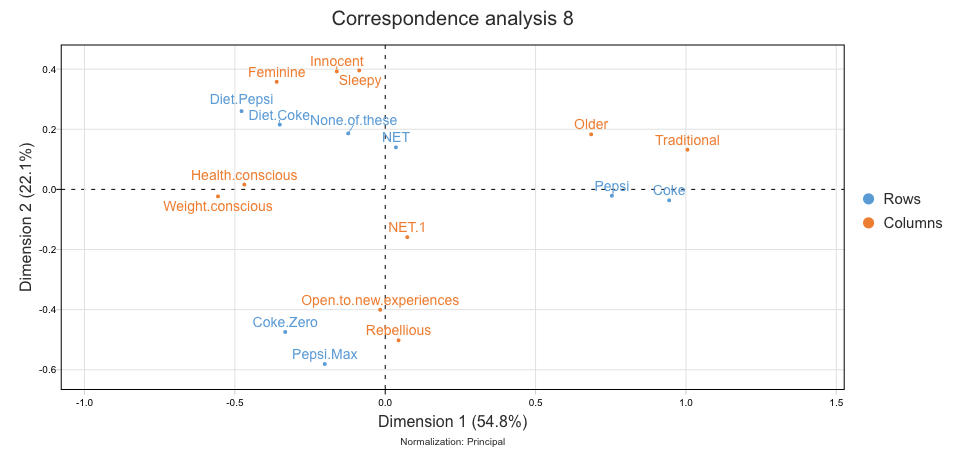 Correspondence analysis 8
Innocent
0.4
Feminine
Sleepy
Diet.Pepsi
Diet.Coke
None.of.these
Older
0.2
NET
Traditional
Health.conscious
Pepsi
Coke
0.0
Weight.conscious
Rows
NET.1
Columns
-0.2
Dimension 2 (22.1%)
Open.to.new.experiences
-0.4
Coke.Zero
Rebellious
Pepsi.Max
-0.6
-1.0 -0.5 0.0 0.5 1.0 1.5
Dimension 1 (54.8%)
Normalization: Principal